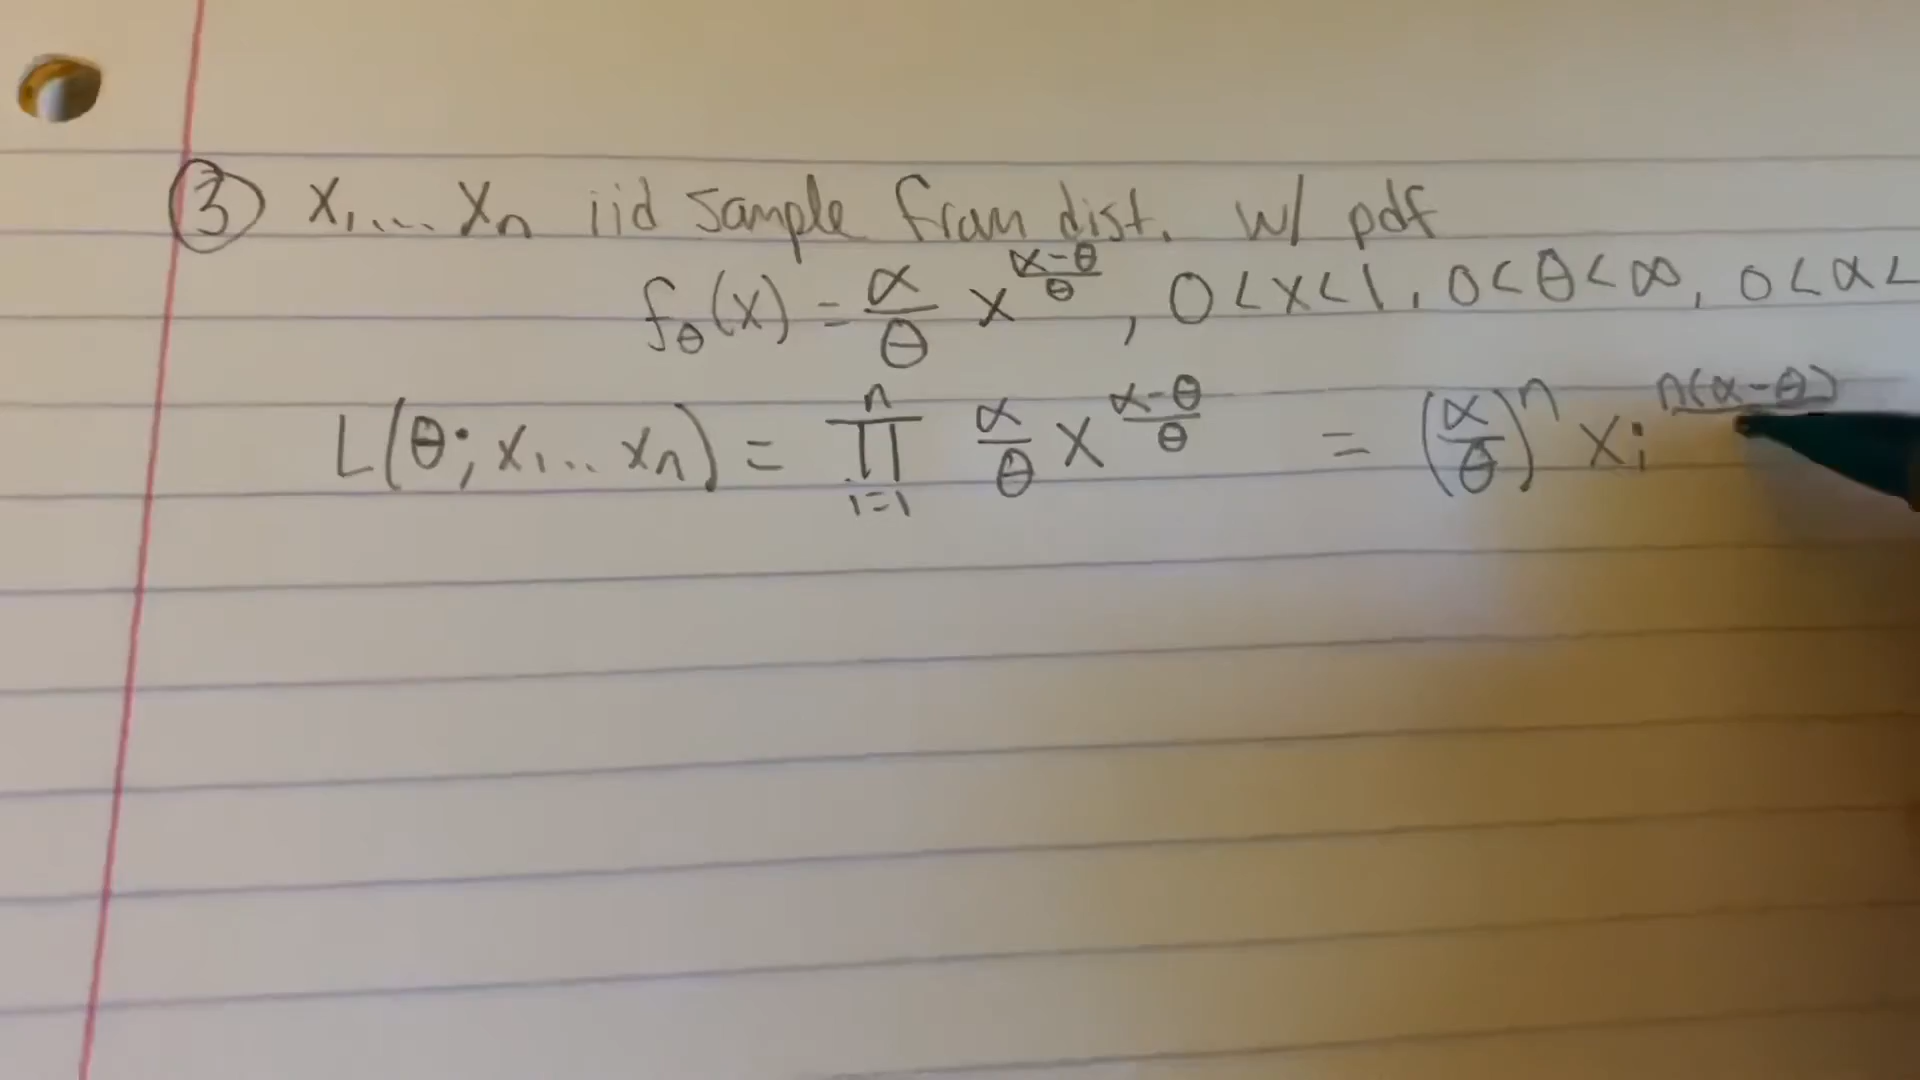 ③ X₁... Xₙ iid sample from dist. w/ pdf
f_θ(x) = α/θ x^((α-θ)/θ), 0<x<1, 0<θ<∞, 0<α<
L(θ; x₁... xₙ) = ∏_{i=1}^{n} α/θ x^((α-θ)/θ) = (α/θ)ⁿ xᵢ^(n(α-θ))